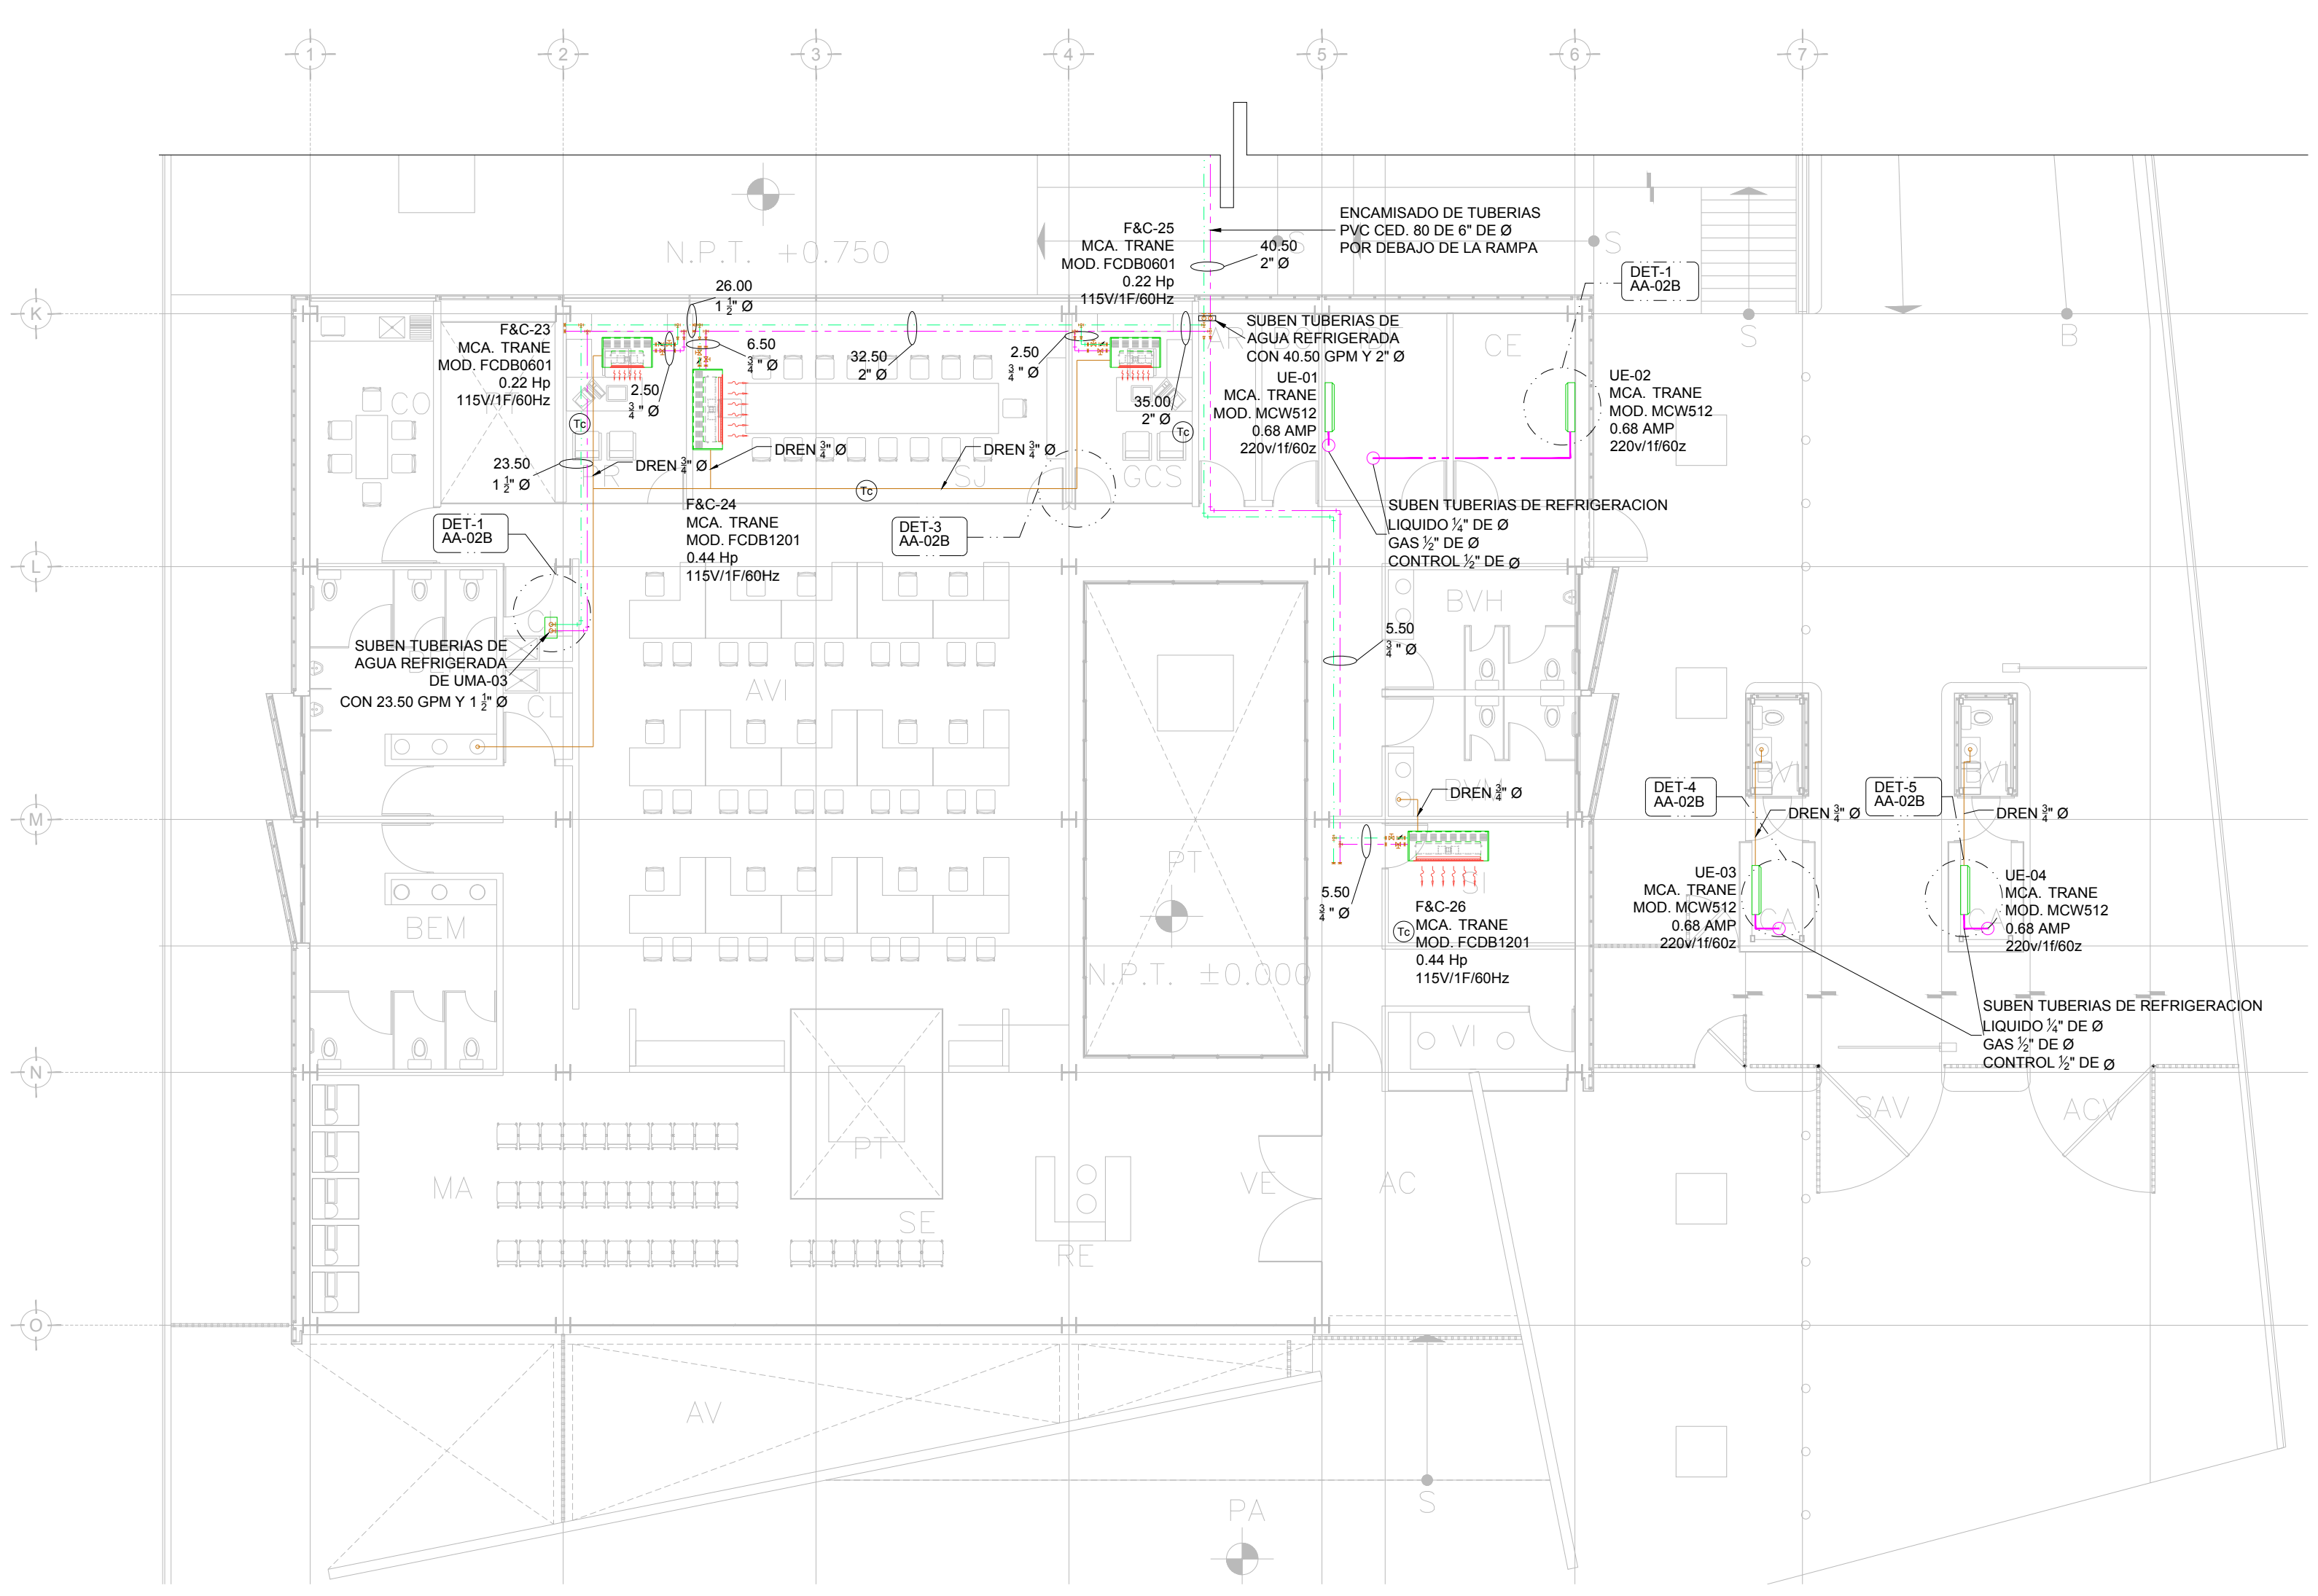 1
2
3
4
5
6
7
K
L
M
N
O
N.P.T. +0.750
F&C-25
MCA. TRANE
MOD. FCDB0601
0.22 Hp
115V/1F/60Hz
ENCAMISADO DE TUBERIAS
PVC CED. 80 DE 6" DE Ø
POR DEBAJO DE LA RAMPA
40.50
2" Ø
S
S
S
B
DET-1
AA-02B
26.00
1 ½" Ø
F&C-23
MCA. TRANE
MOD. FCDB0601
0.22 Hp
115V/1F/60Hz
6.50
¾" Ø
32.50
2" Ø
2.50
¾" Ø
2.50
¾" Ø
35.00
2" Ø
SUBEN TUBERIAS DE
AGUA REFRIGERADA
CON 40.50 GPM Y 2" Ø
UE-01
MCA. TRANE
MOD. MCW512
0.68 AMP
220v/1f/60z
UE-02
MCA. TRANE
MOD. MCW512
0.68 AMP
220v/1f/60z
CE
CO
Tc
Tc
Tc
23.50
1 ½" Ø
DREN ¾" Ø
DREN ¾" Ø
DREN ¾" Ø
SJ
GCS
F&C-24
MCA. TRANE
MOD. FCDB1201
0.44 Hp
115V/1F/60Hz
DET-1
AA-02B
DET-3
AA-02B
SUBEN TUBERIAS DE REFRIGERACION
LIQUIDO ¼" DE Ø
GAS ½" DE Ø
CONTROL ½" DE Ø
SUBEN TUBERIAS DE
AGUA REFRIGERADA
DE UMA-03
CON 23.50 GPM Y 1 ½" Ø
CL
CL
AVI
BVH
5.50
¾" Ø
BVM
DREN ¾" Ø
DET-4
AA-02B
DREN ¾" Ø
DET-5
AA-02B
DREN ¾" Ø
PT
5.50
¾" Ø
SI
F&C-26
Tc
MCA. TRANE
MOD. FCDB1201
0.44 Hp
115V/1F/60Hz
UE-03
MCA. TRANE
MOD. MCW512
0.68 AMP
220v/1f/60z
CA
UE-04
MCA. TRANE
MOD. MCW512
0.68 AMP
220v/1f/60z
CA
BEM
N.P.T. ±0.000
SUBEN TUBERIAS DE REFRIGERACION
LIQUIDO ¼" DE Ø
GAS ½" DE Ø
CONTROL ½" DE Ø
VI
SAV
ACV
PT
MA
SE
RE
VE
AC
AV
S
PA